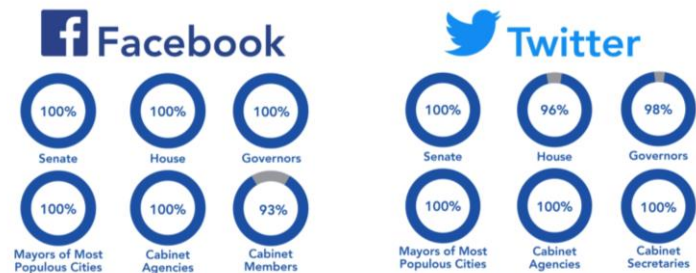 Facebook
100%
100%
100%
Senate
House
Governors
100%
100%
93%
Mayors of Most
Populous Cities
Cabinet
Agencies
Cabinet
Members
Twitter
100%
96%
98%
Senate
House
Governors
100%
100%
100%
Mayors of Most
Populous Cities
Cabinet
Agencies
Cabinet
Secretaries